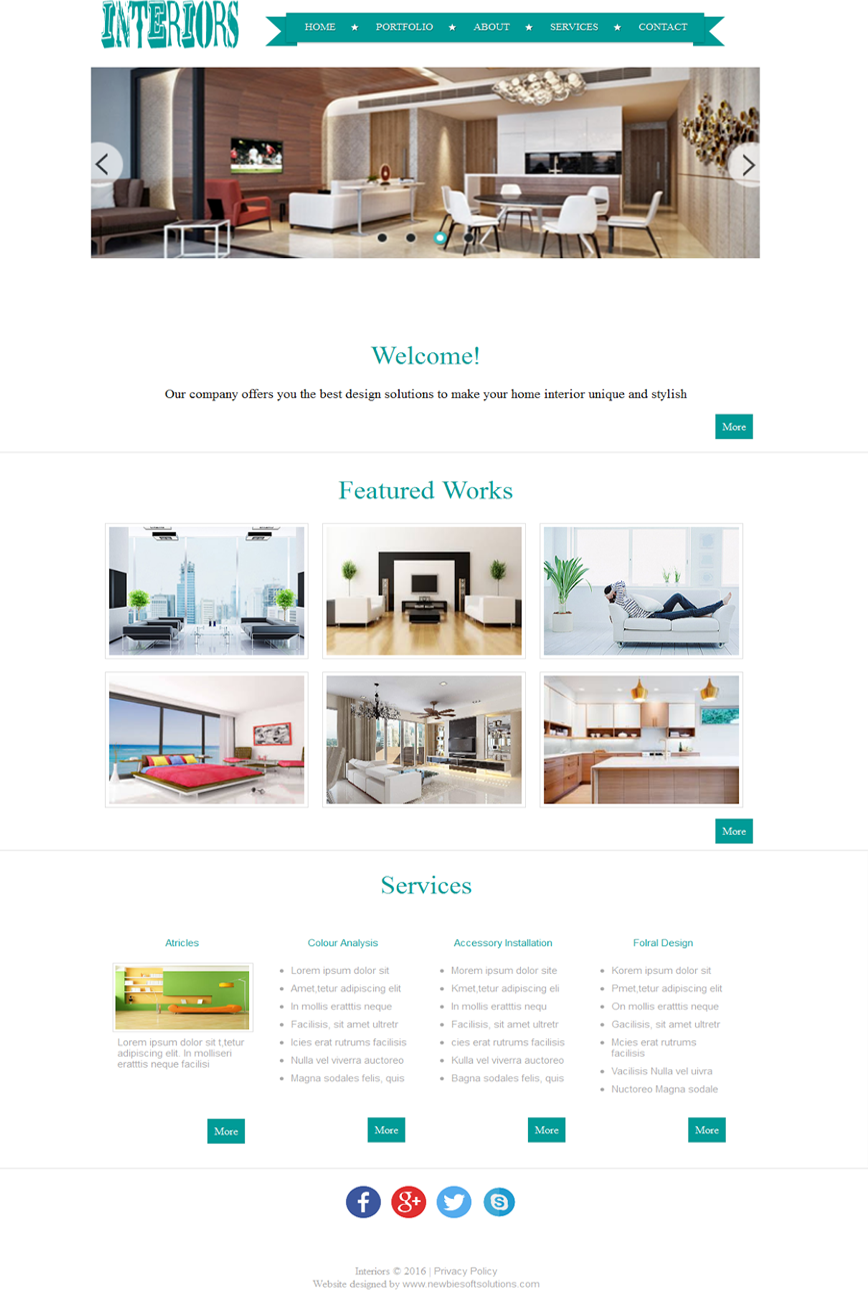 INTERIORS
HOME ★ PORTFOLIO ★ ABOUT ★ SERVICES ★ CONTACT
Welcome!
Our company offers you the best design solutions to make your home interior unique and stylish
More
Featured Works
More
Services
Atricles
Lorem ipsum dolor sit t,tetur
adipiscing elit. In molliseri
eratttis neque facilisi
More
Colour Analysis
Lorem ipsum dolor sit
Amet,tetur adipiscing elit
In mollis eratttis neque
Facilisis, sit amet ultretr
Icies erat rutrums facilisis
Nulla vel viverra auctoreo
Magna sodales felis, quis
More
Accessory Installation
Morem ipsum dolor site
Kmet,tetur adipiscing eli
In mollis eratttis nequ
Facilisis, sit amet ultretr
cies erat rutrums facilisis
Kulla vel viverra auctoreo
Bagna sodales felis, quis
More
Folral Design
Korem ipsum dolor sit
Pmet,tetur adipiscing elit
On mollis eratttis neque
Gacilisis, sit amet ultretr
Mcies erat rutrums
facilisis
Vacilisis Nulla vel uivra
Nuctoreo Magna sodale
More
Interiors © 2016 | Privacy Policy
Website designed by www.newbiesoftsolutions.com